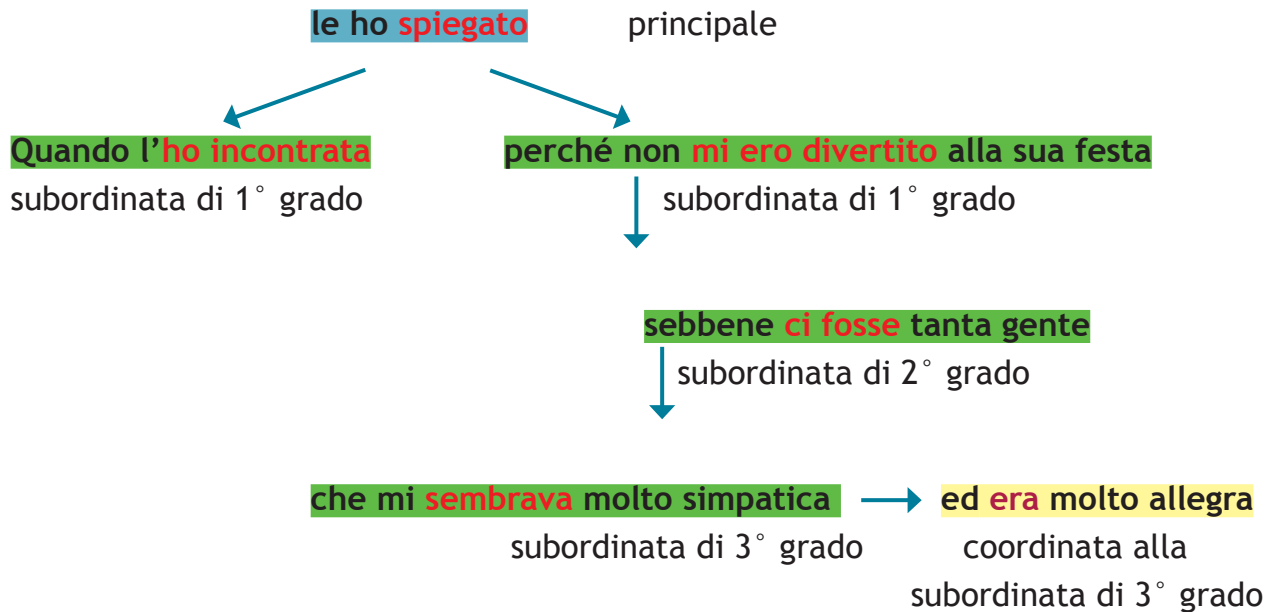 le ho spiegato principale
Quando l’ho incontrata perché non mi ero divertito alla sua festa
subordinata di 1° grado subordinata di 1° grado
sebbene ci fosse tanta gente
subordinata di 2° grado
che mi sembrava molto simpatica ed era molto allegra
subordinata di 3° grado coordinata alla
subordinata di 3° grado